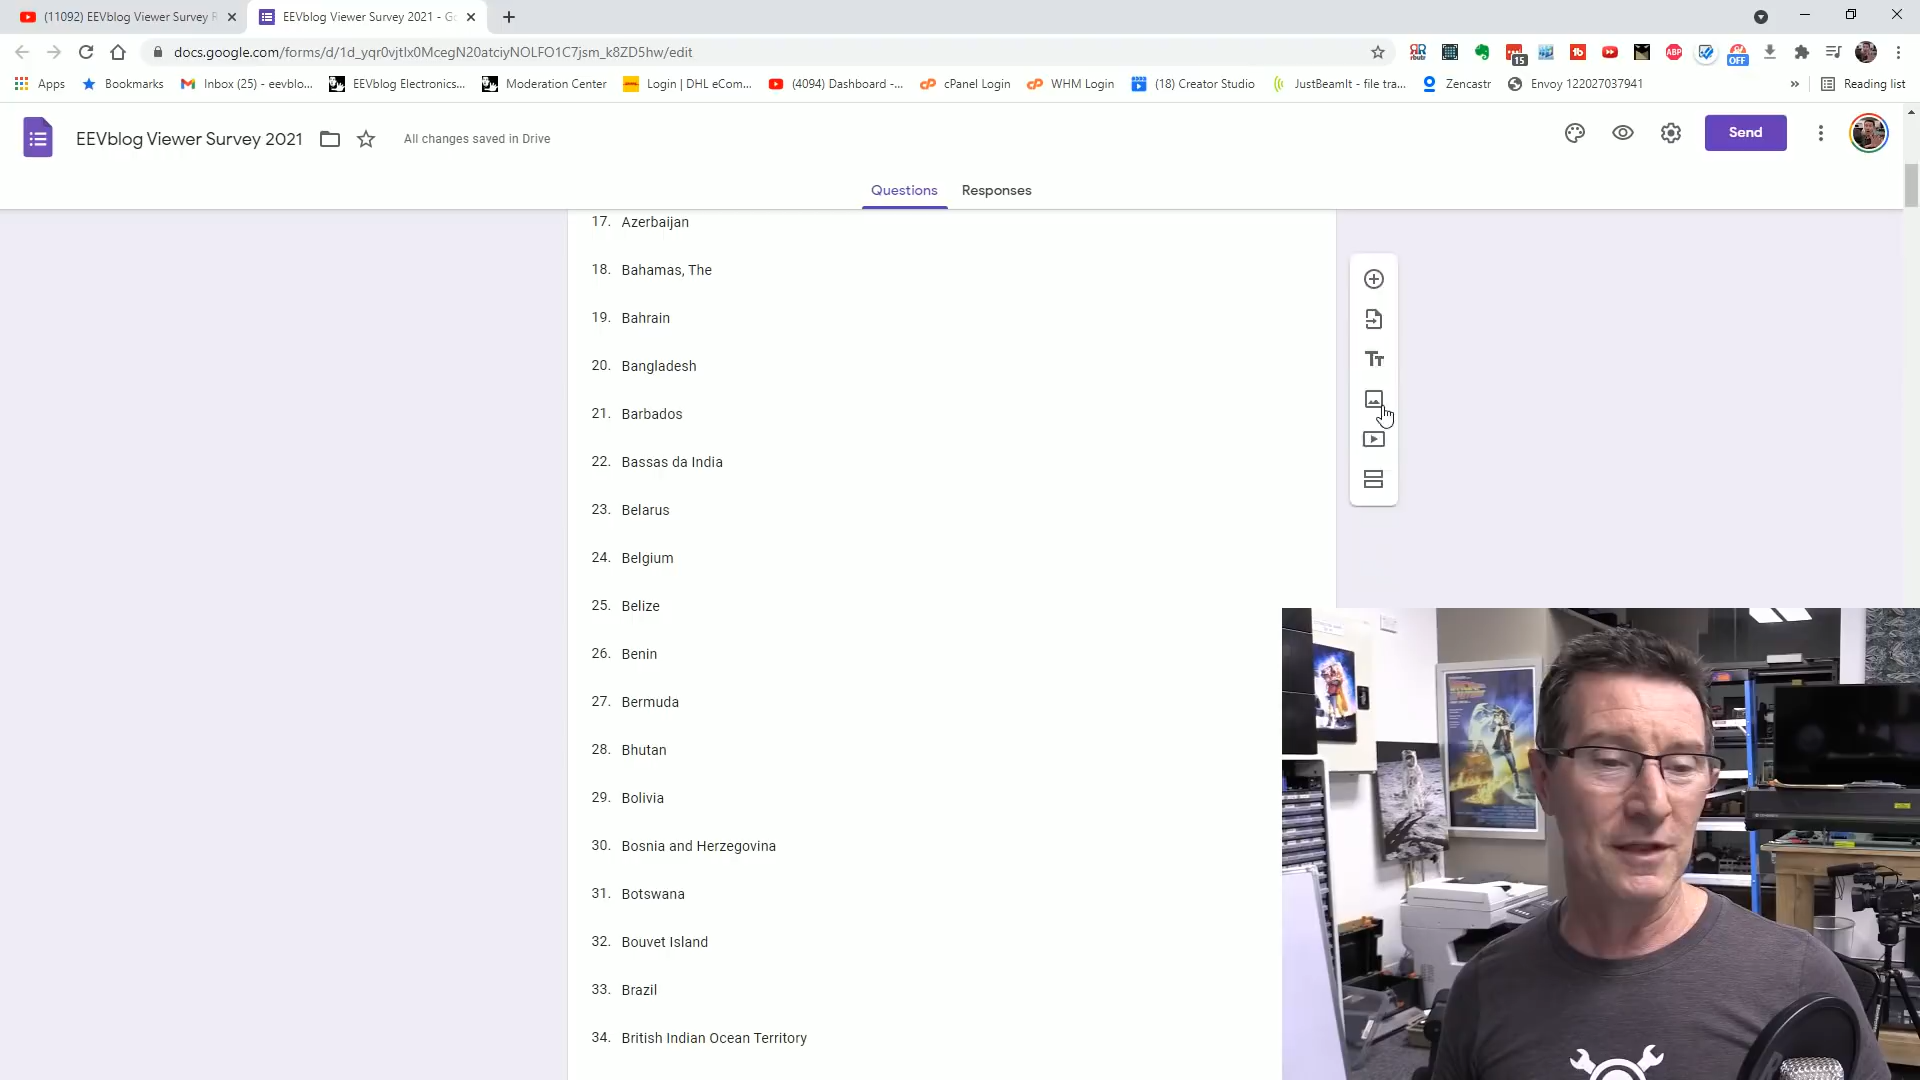 (11092) EEVblog Viewer Survey R
EEVblog Viewer Survey 2021 - Go
docs.google.com/forms/d/1d_yqr0vjtIx0McegN20atciyNOLFO1C7jsm_k8ZD5hw/edit
15
OFF
Apps
Bookmarks
Inbox (25) - eevblo...
EEVblog Electronics...
Moderation Center
Login | DHL eCom...
(4094) Dashboard -...
cPanel Login
WHM Login
(18) Creator Studio
JustBeamIt - file tra...
Zencastr
Envoy 122027037941
»
Reading list
EEVblog Viewer Survey 2021
All changes saved in Drive
Send
Questions
Responses
17. Azerbaijan
18. Bahamas, The
19. Bahrain
20. Bangladesh
21. Barbados
22. Bassas da India
23. Belarus
24. Belgium
25. Belize
26. Benin
27. Bermuda
28. Bhutan
29. Bolivia
30. Bosnia and Herzegovina
31. Botswana
32. Bouvet Island
33. Brazil
34. British Indian Ocean Territory